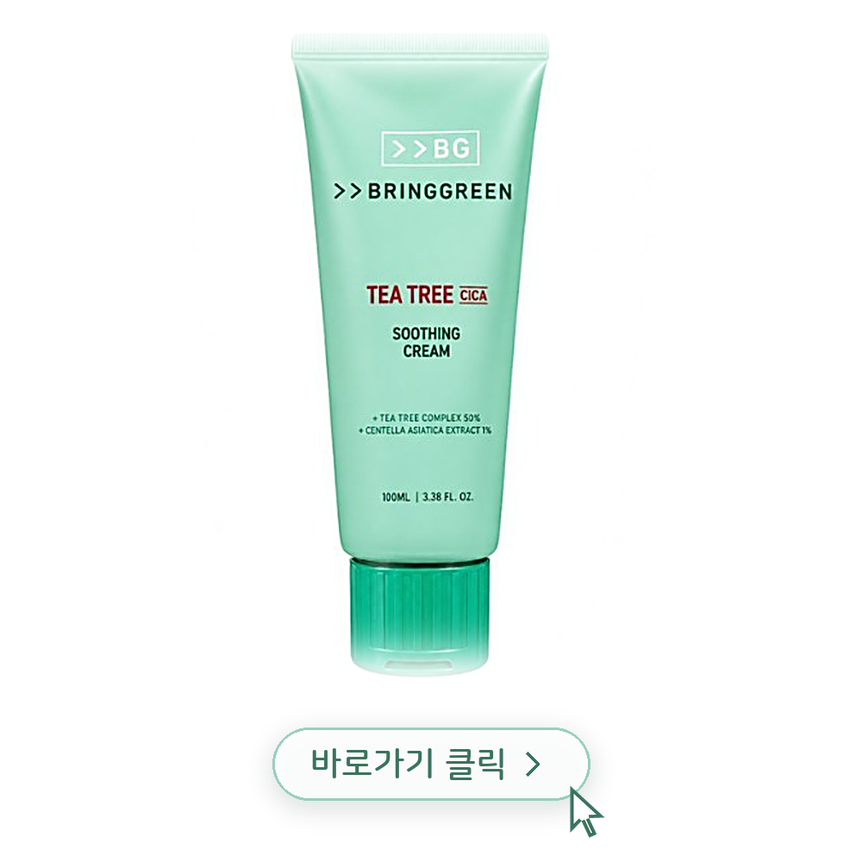 >>BG
>>BRINGGREEN
TEA TREE CICA
SOOTHING
CREAM
+ TEA TREE COMPLEX 50%
+ CENTELLA ASIATICA EXTRACT 1%
100ML | 3.38 FL. OZ.
바로가기 클릭 >